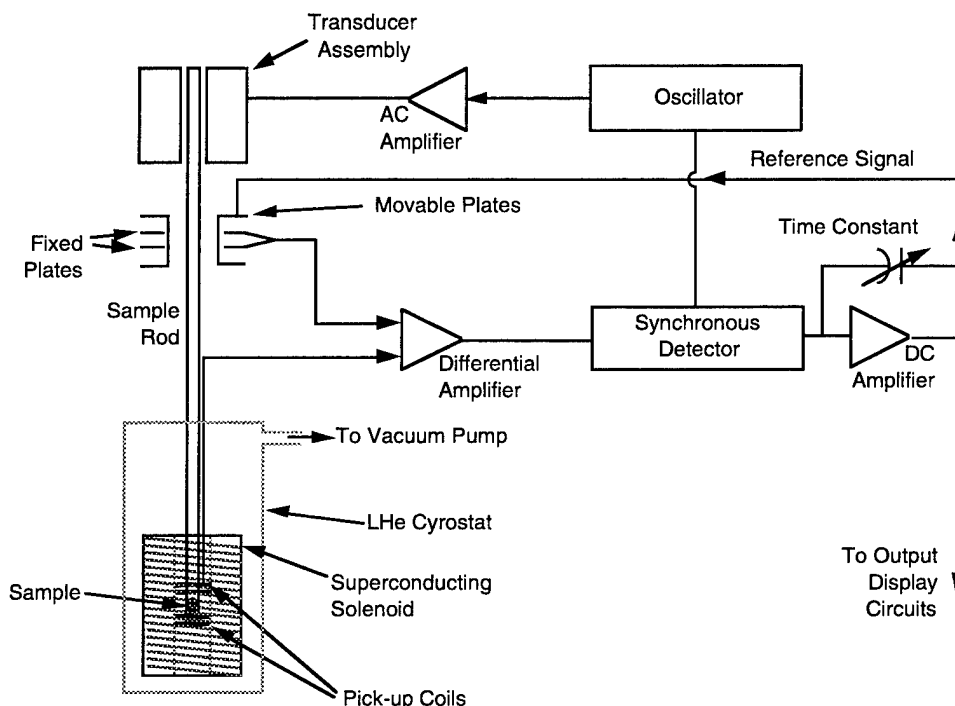 Transducer
Assembly
Oscillator
AC
Amplifier
Reference Signal
Movable Plates
Time Constant
Fixed
Plates
Sample
Rod
Synchronous
Detector
Differential
Amplifier
DC
Amplifier
To Vacuum Pump
LHe Cyrostat
Superconducting
Solenoid
To Output
Display
Circuits
Sample
Pick-up Coils